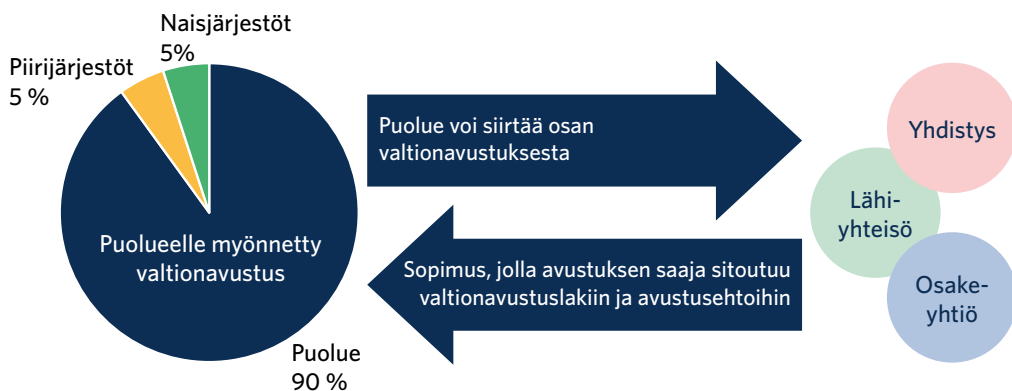 Naisjärjestöt
5%
Piirijärjestöt
5 %
Puolueelle myönnetty
valtionavustus
Puolue
90 %
Puolue voi siirtää osan
valtionavustuksesta
Sopimus, jolla avustuksen saaja sitoutuu
valtionavustuslakiin ja avustusehtoihin
Yhdistys
Lähi-
yhteisö
Osake-
yhtiö